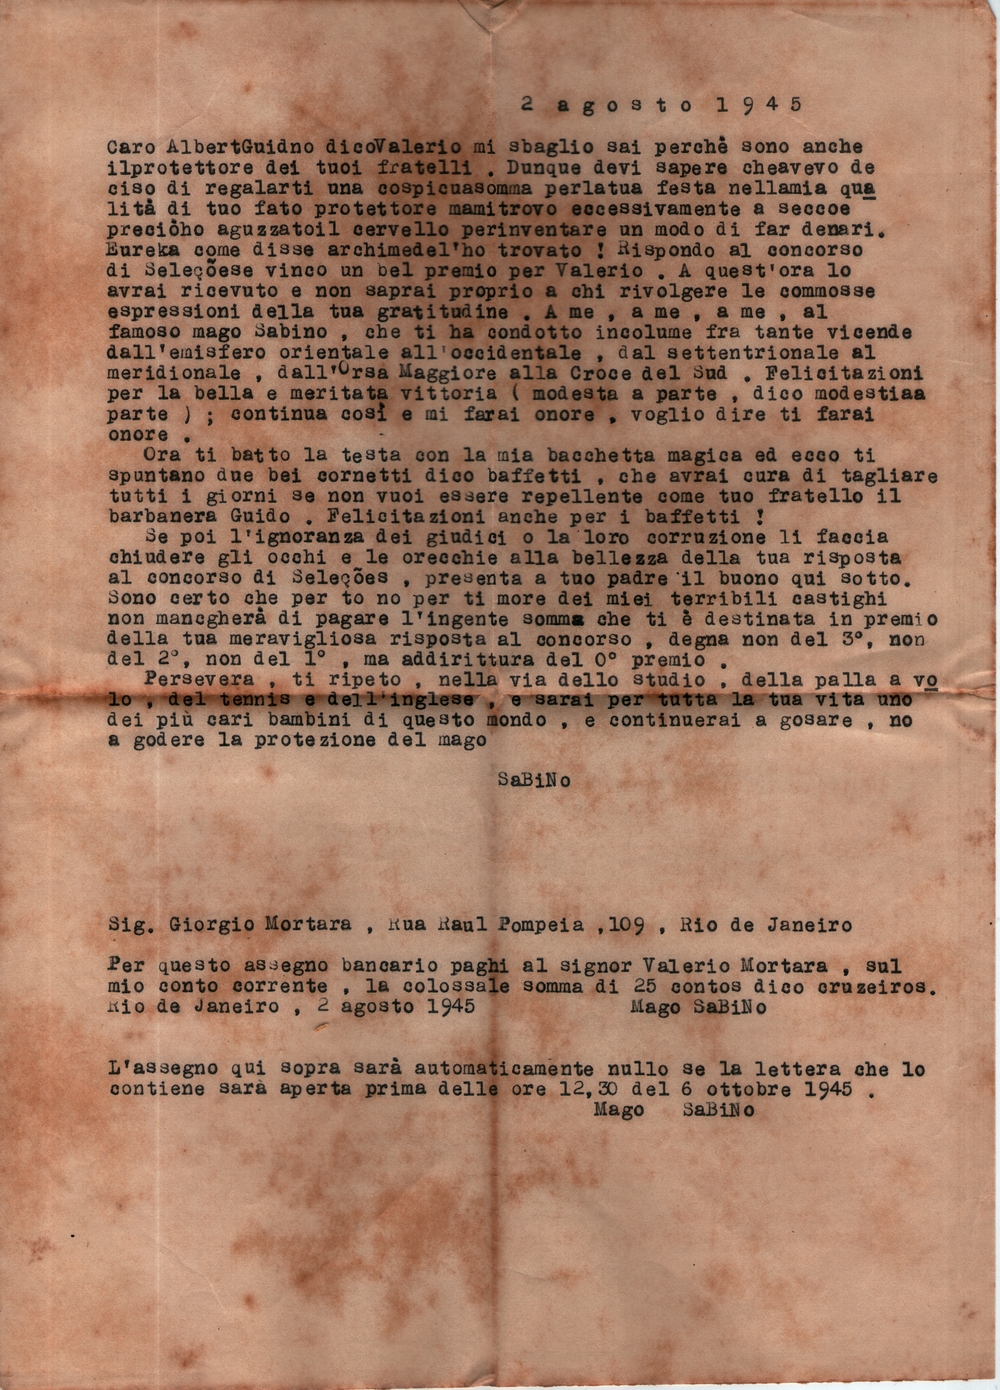 2 agosto 1945
Caro AlbertGuidno dicoValerio mi sbaglio sai perchè sono anche
ilprotettore dei tuoi fratelli . Dunque devi sapere cheavevo de
ciso di regalarti una cospicuasomma perlatua festa nellamia qua
lità di tuo fato protettore mamitrovo eccessivamente a seccoe
preciòho aguzzatoil cervello perinventare un modo di far denari.
Eureka come disse archimedel'ho trovato ! Rispondo al concorso
di Seleçõese vinco un bel premio per Valerio . A quest'ora lo
avrai ricevuto e non saprai proprio a chi rivolgere le commosse
espressioni della tua gratitudine . A me , a me , a me , al
famoso mago Sabino , che ti ha condotto incolume fra tante vicende
dall'emisfero orientale all'occidentale , dal settentrionale al
meridionale , dall'Orsa Maggiore alla Croce del Sud . Felicitazioni
per la bella e meritata vittoria ( modesta a parte , dico modestiaa
parte ) ; continua così e mi farai onore , voglio dire ti farai
onore .
Ora ti batto la testa con la mia bacchetta magica ed ecco ti
spuntano due bei cornetti dico baffetti , che avrai cura di tagliare
tutti i giorni se non vuoi essere repellente come tuo fratello il
barbanera Guido . Felicitazioni anche per i baffetti !
Se poi l'ignoranza dei giudici o la loro corruzione li faccia
chiudere gli occhi e le orecchie alla bellezza della tua risposta
al concorso di Seleções , presenta a tuo padre il buono qui sotto.
Sono certo che per to no per ti more dei miei terribili castighi
non mancgherà di pagare l'ingente somma che ti è destinata in premio
della tua meravigliosa risposta al concorso , degna non del 3°, non
del 2°, non del 1° , ma addirittura del 0° premio .
Persevera , ti ripeto , nella via dello studio , della palla a vo
lo , del tennis e dell'inglese , e sarai per tutta la tua vita uno
dei più cari bambini di questo mondo , e continuerai a gosare , no
a godere la protezione del mago
SaBiNo
Sig. Giorgio Mortara , Rua Raul Pompeia ,109 , Rio de Janeiro
Per questo assegno bancario paghi al signor Valerio Mortara , sul
mio conto corrente , la colossale somma di 25 contos dico cruzeiros.
Rio de Janeiro , 2 agosto 1945 Mago SaBiNo
L'assegno qui sopra sarà automaticamente nullo se la lettera che lo
contiene sarà aperta prima delle ore 12,30 del 6 ottobre 1945 .
Mago SaBiNo